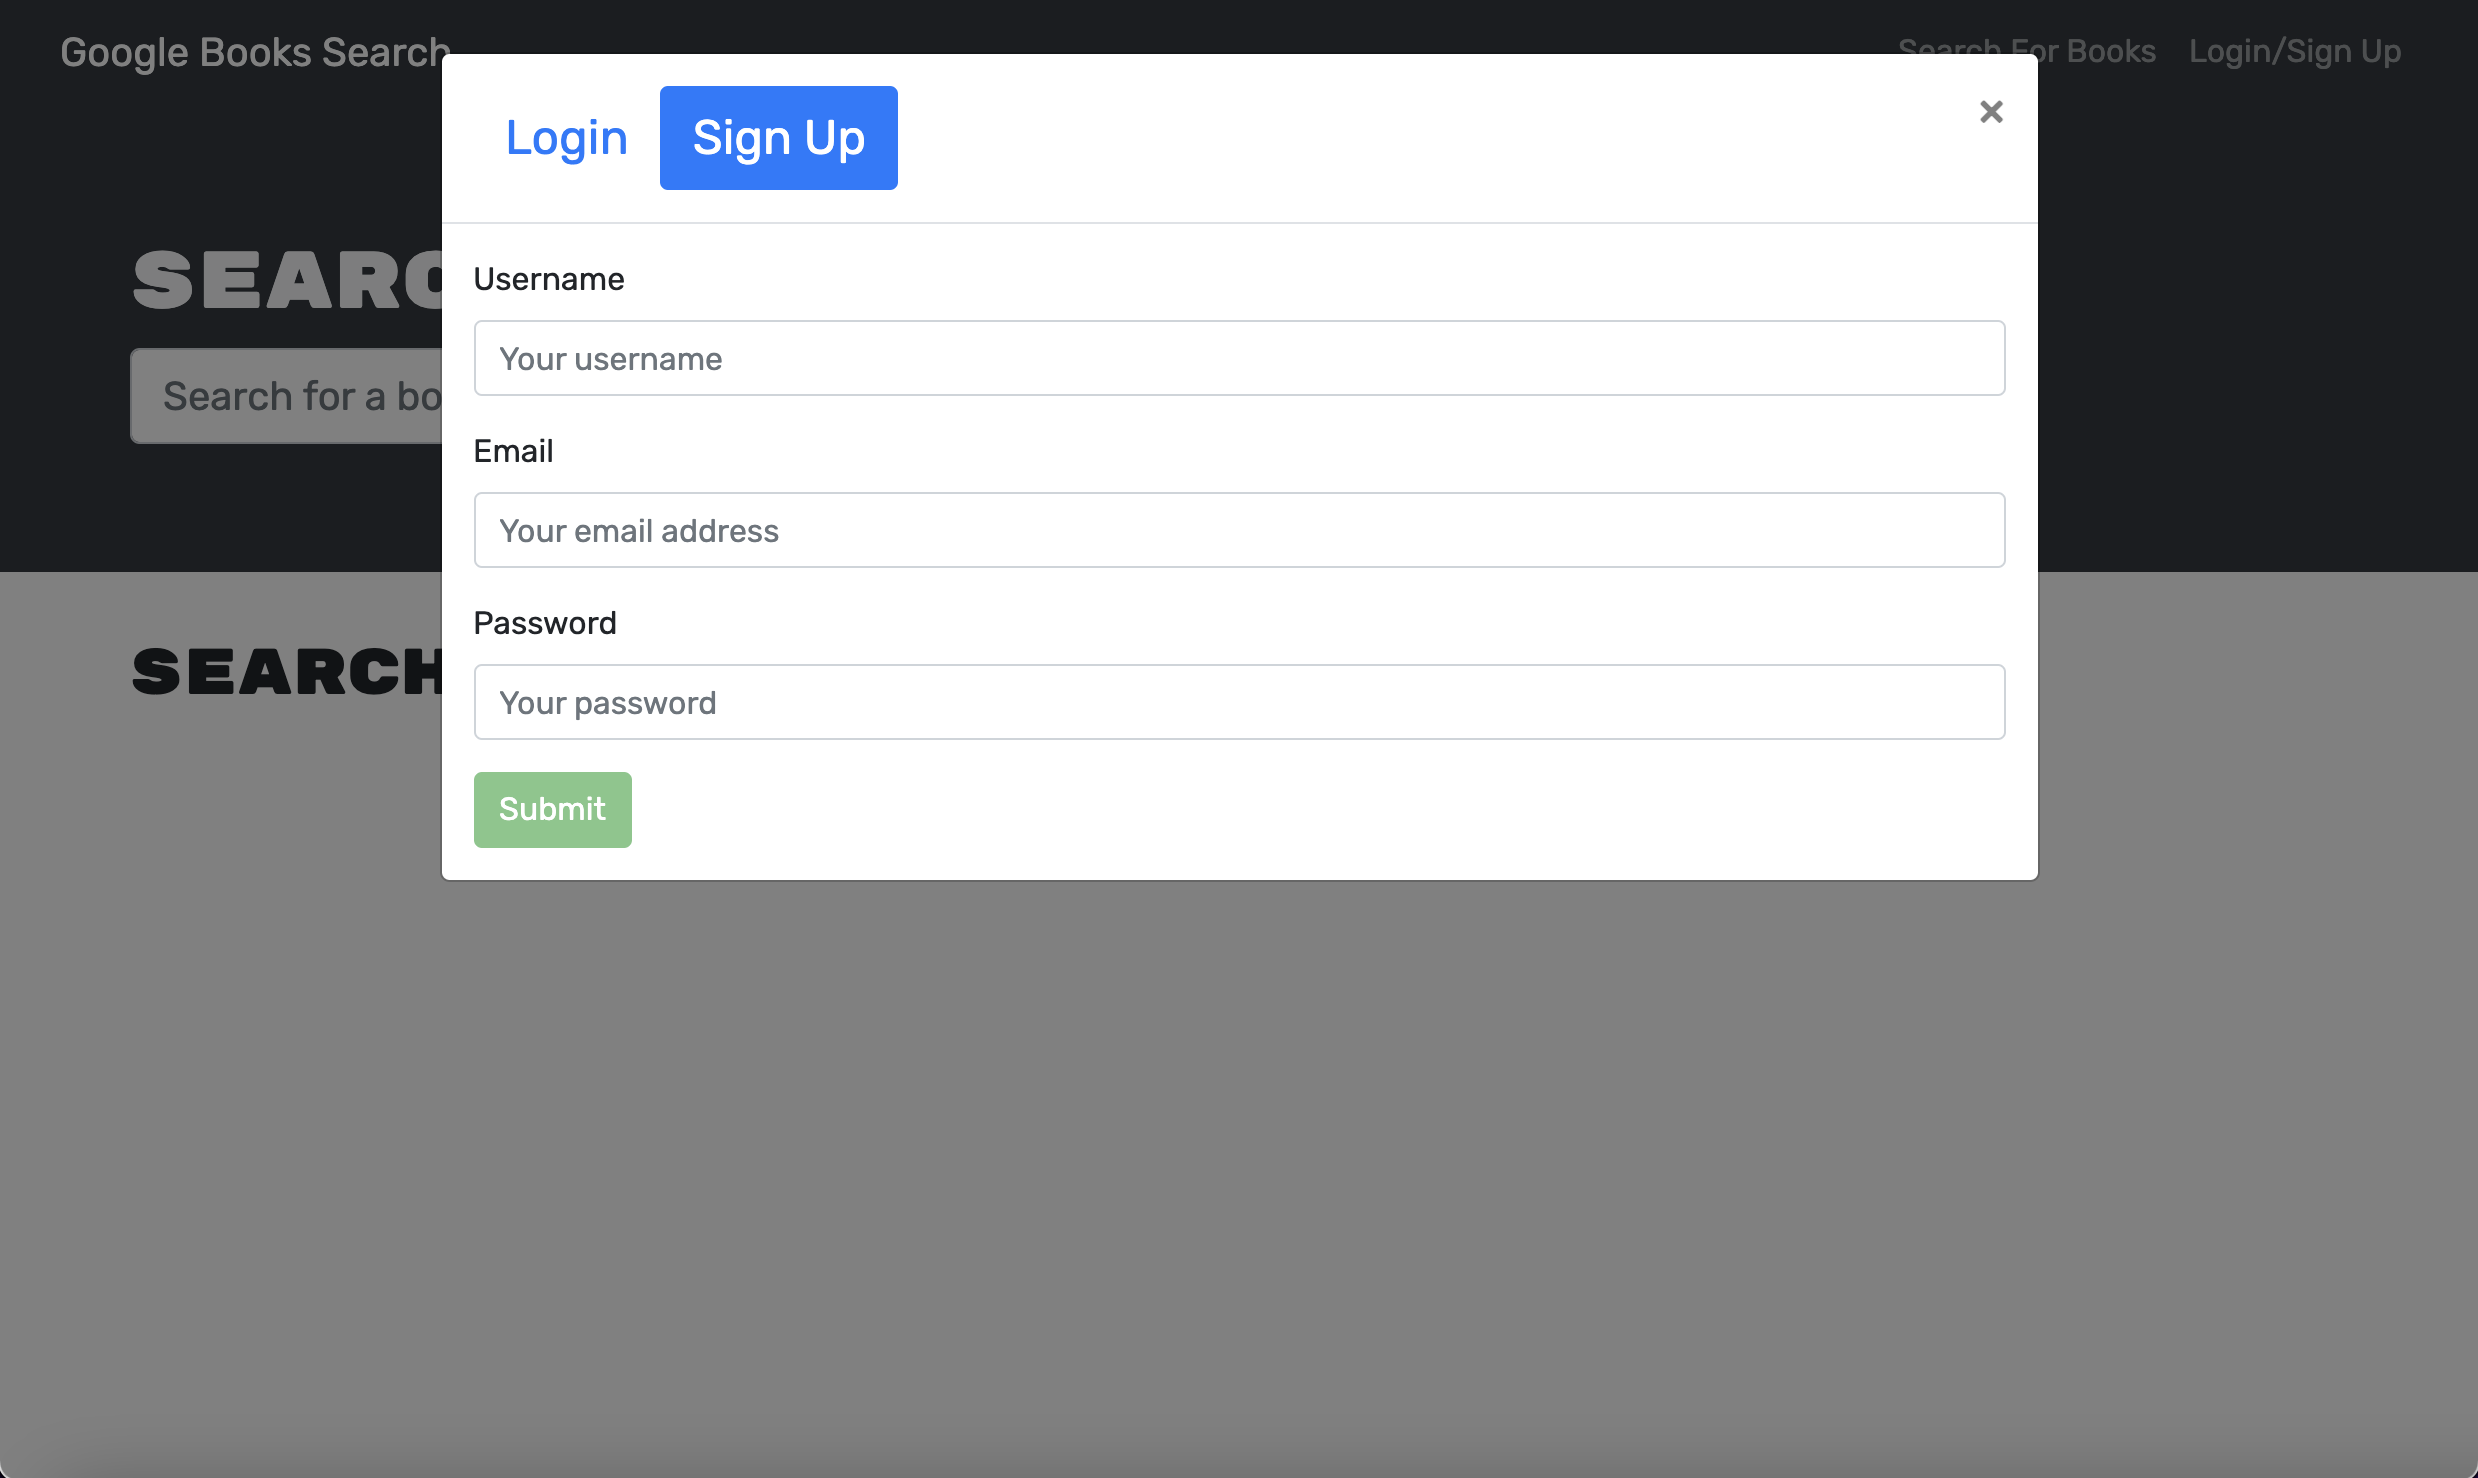 Google Books Search
Search For Books Login/Sign Up
Login Sign Up ×
SEARC
Search for a bo
Username
Your username
Email
Your email address
Password
Your password
SEARCH
Submit